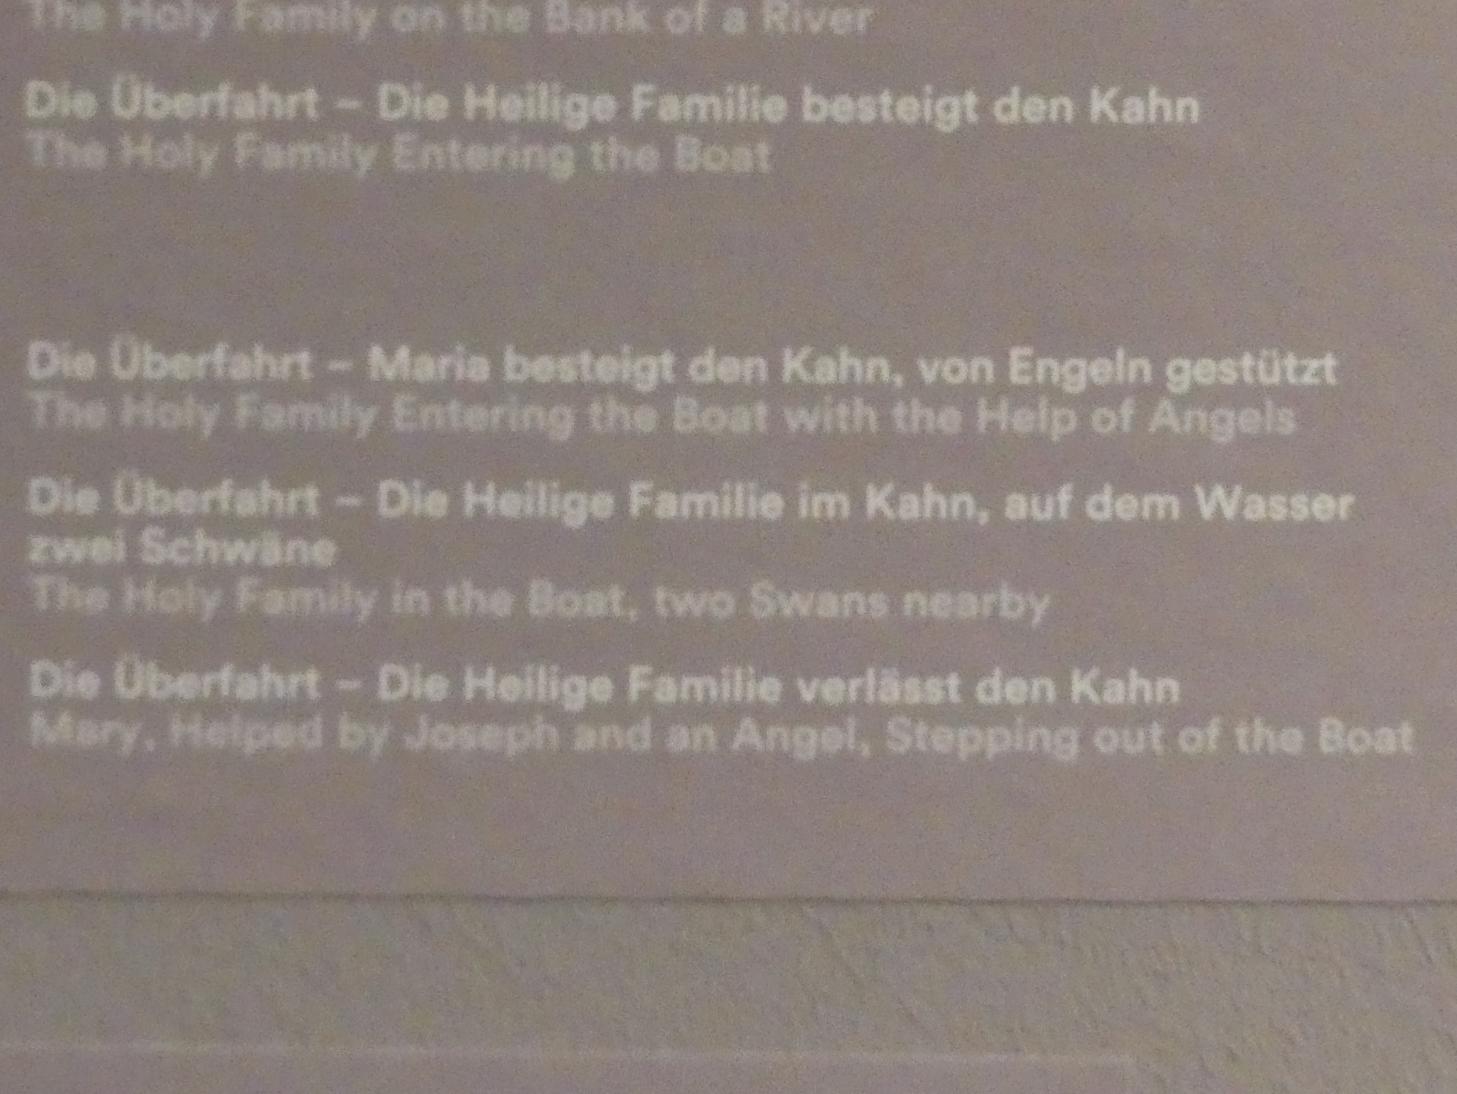 The Holy Family on the Bank of a River
Die Überfahrt – Die Heilige Familie besteigt den Kahn
The Holy Family Entering the Boat
Die Überfahrt – Maria besteigt den Kahn, von Engeln gestützt
The Holy Family Entering the Boat with the Help of Angels
Die Überfahrt – Die Heilige Familie im Kahn, auf dem Wasser
zwei Schwäne
The Holy Family in the Boat, two Swans nearby
Die Überfahrt – Die Heilige Familie verlässt den Kahn
Mary, Helped by Joseph and an Angel, Stepping out of the Boat